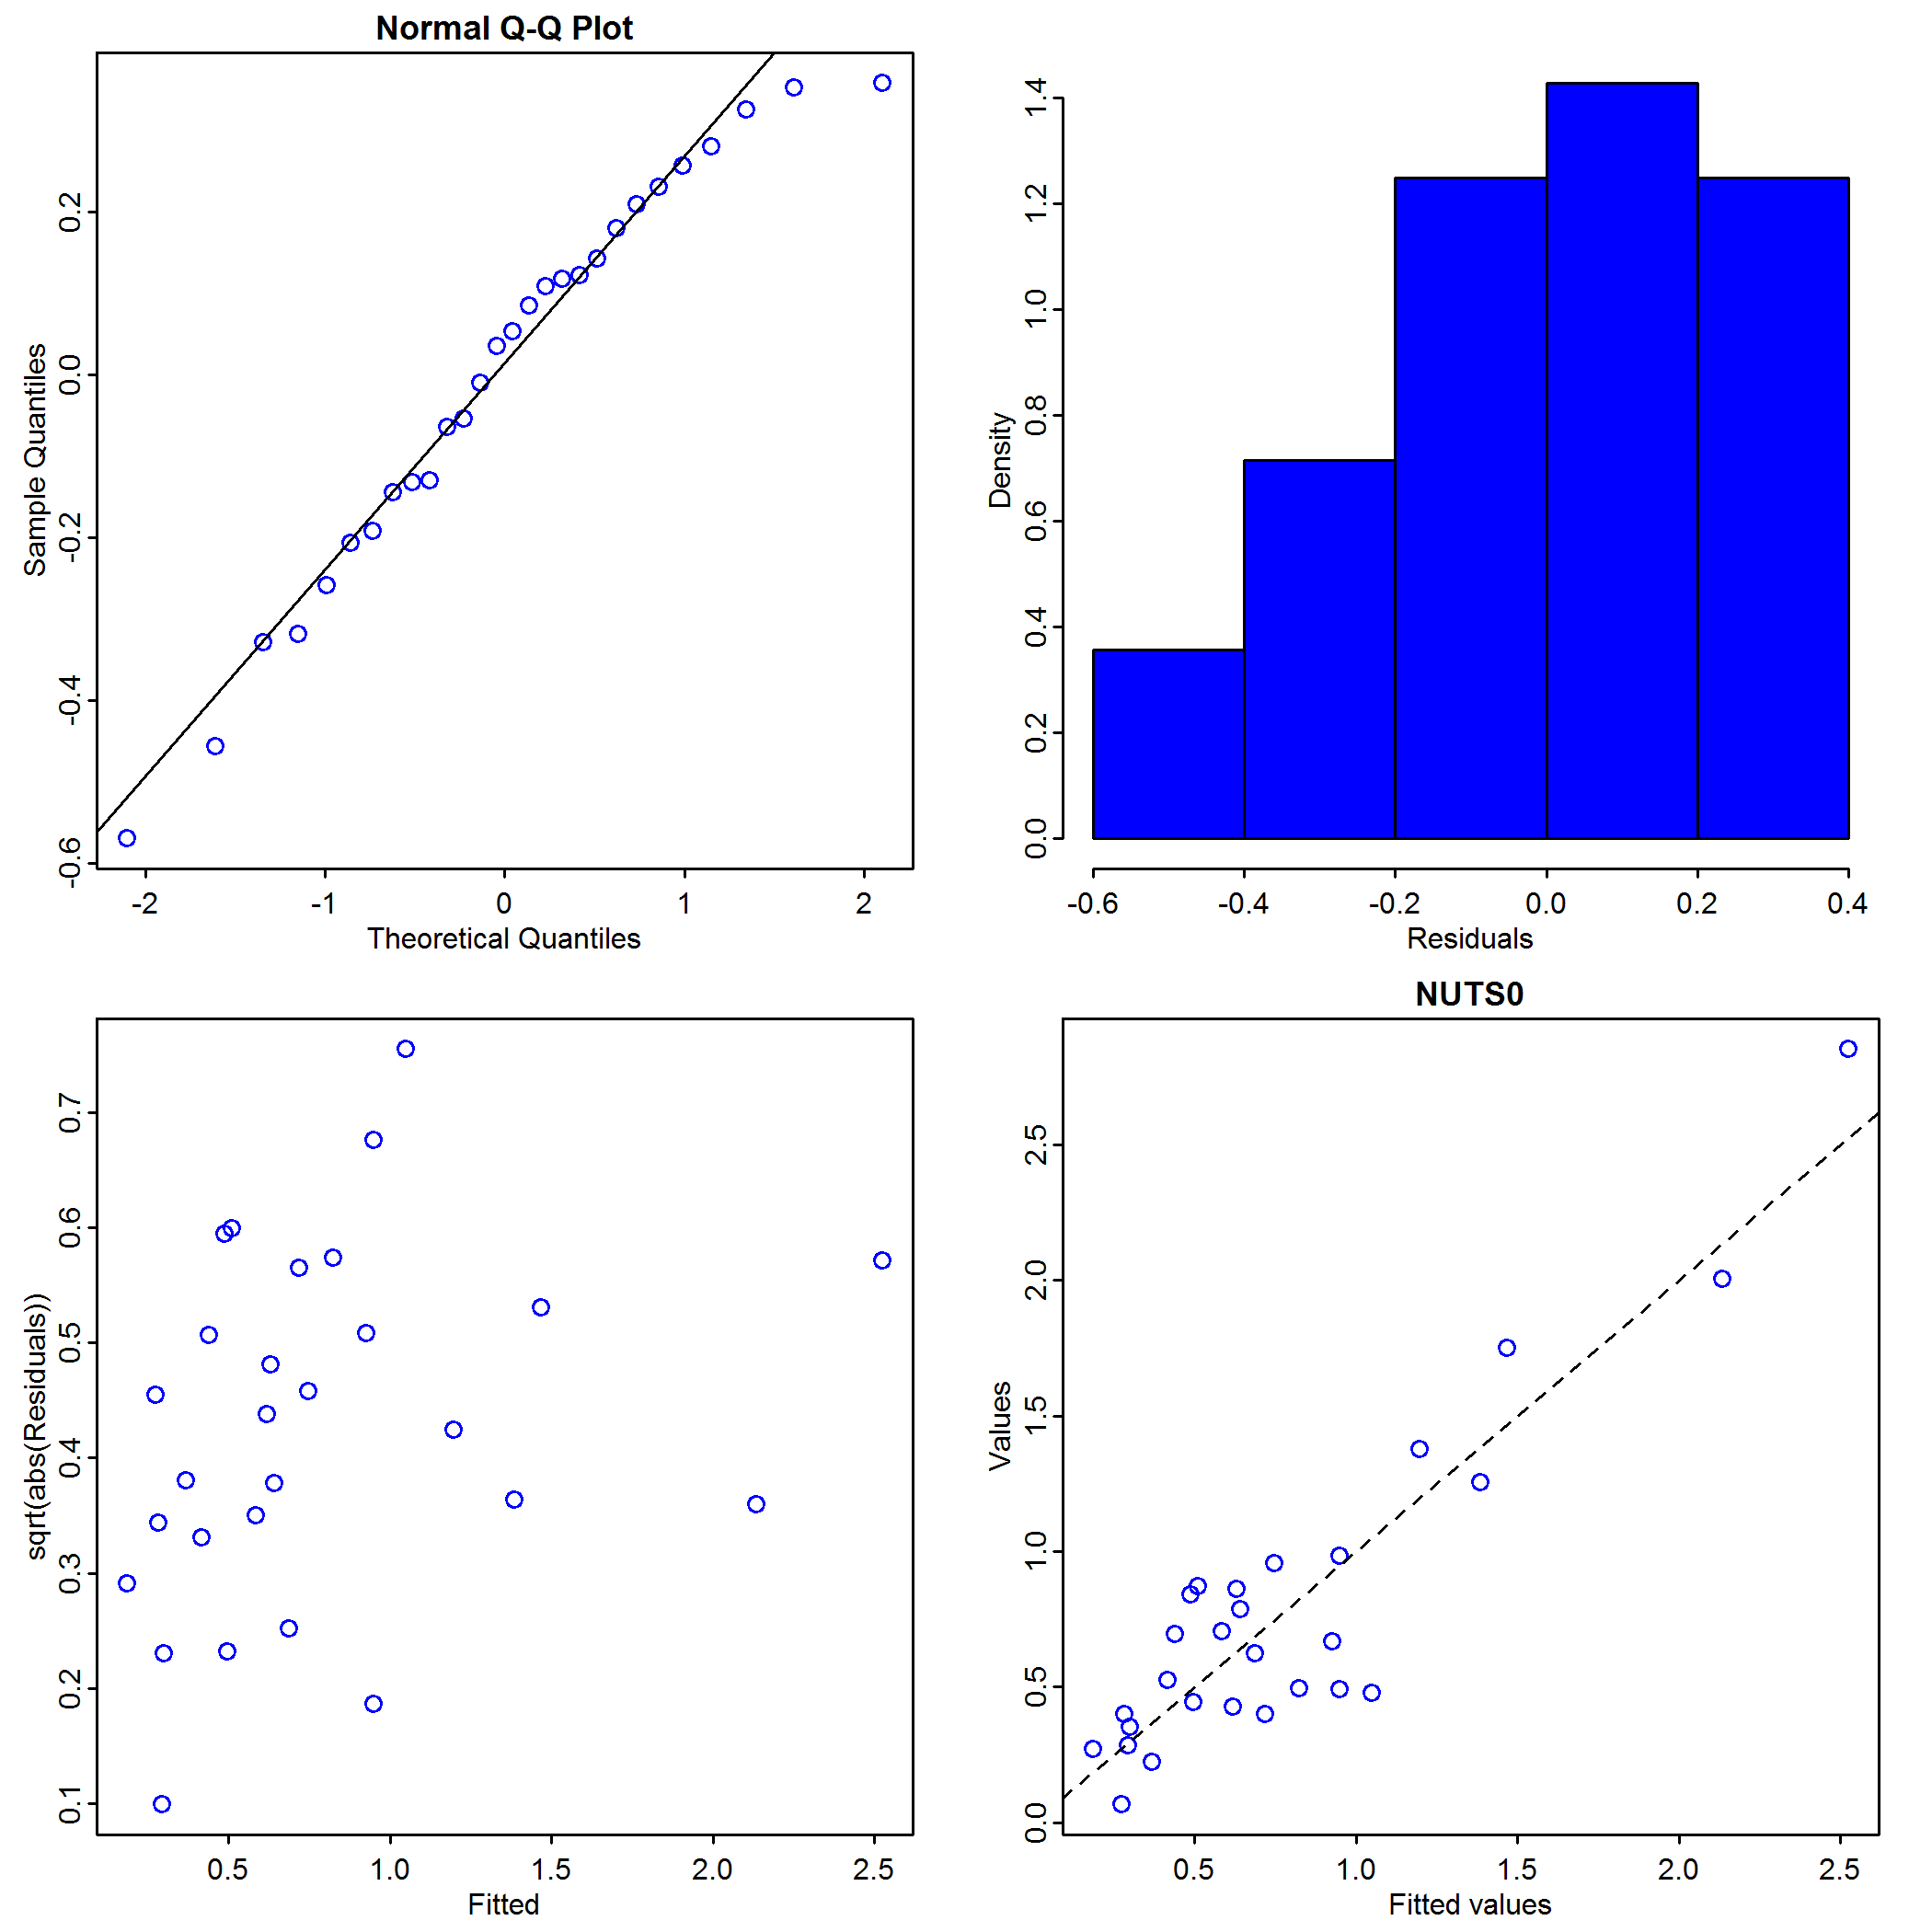 Normal Q-Q Plot
Sample Quantiles
-0.6 -0.4 -0.2 0.0 0.2
-2 -1 0 1 2
Theoretical Quantiles
Density
0.0 0.2 0.4 0.6 0.8 1.0 1.2 1.4
-0.6 -0.4 -0.2 0.0 0.2 0.4
Residuals
sqrt(abs(Residuals))
0.1 0.2 0.3 0.4 0.5 0.6 0.7
0.5 1.0 1.5 2.0 2.5
Fitted
NUTS0
Values
0.0 0.5 1.0 1.5 2.0 2.5
0.5 1.0 1.5 2.0 2.5
Fitted values